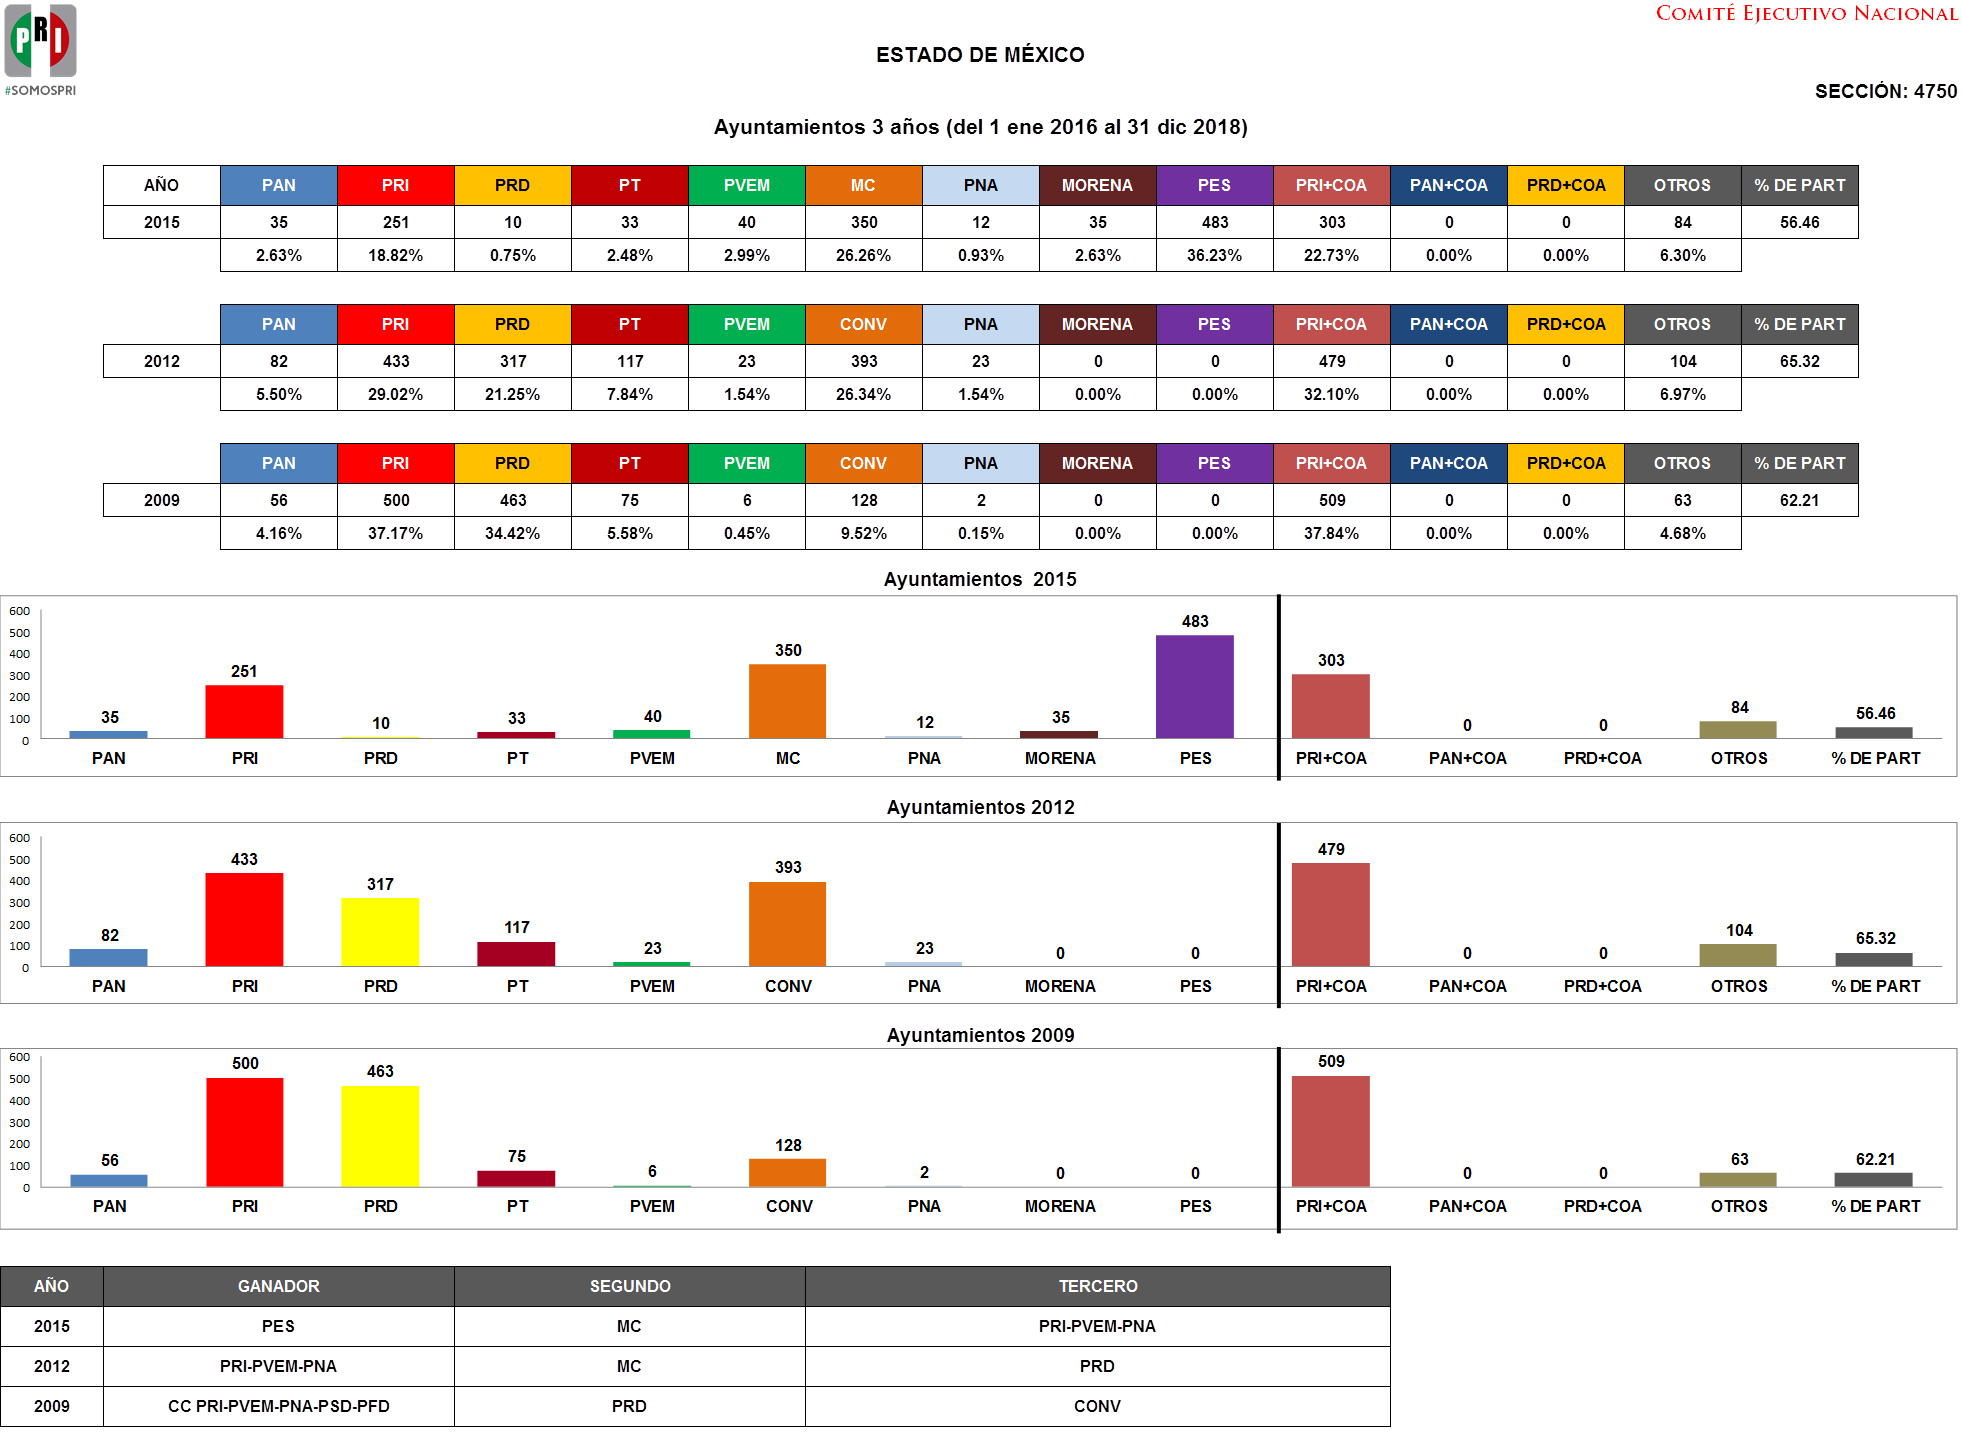 COMITÉ EJECUTIVO NACIONAL
PRI
#SOMOSPRI
ESTADO DE MÉXICO
SECCIÓN: 4750
Ayuntamientos 3 años (del 1 ene 2016 al 31 dic 2018)
AÑO PAN PRI PRD PT PVEM MC PNA MORENA PES PRI+COA PAN+COA PRD+COA OTROS % DE PART
2015 35 251 10 33 40 350 12 35 483 303 0 0 84 56.46
2.63% 18.82% 0.75% 2.48% 2.99% 26.26% 0.93% 2.63% 36.23% 22.73% 0.00% 0.00% 6.30%
PAN PRI PRD PT PVEM CONV PNA MORENA PES PRI+COA PAN+COA PRD+COA OTROS % DE PART
2012 82 433 317 117 23 393 23 0 0 479 0 0 104 65.32
5.50% 29.02% 21.25% 7.84% 1.54% 26.34% 1.54% 0.00% 0.00% 32.10% 0.00% 0.00% 6.97%
PAN PRI PRD PT PVEM CONV PNA MORENA PES PRI+COA PAN+COA PRD+COA OTROS % DE PART
2009 56 500 463 75 6 128 2 0 0 509 0 0 63 62.21
4.16% 37.17% 34.42% 5.58% 0.45% 9.52% 0.15% 0.00% 0.00% 37.84% 0.00% 0.00% 4.68%
Ayuntamientos 2015
600
500
400
300
200
100
0
35 251 10 33 40 350 12 35 483 303 0 0 84 56.46
PAN PRI PRD PT PVEM MC PNA MORENA PES PRI+COA PAN+COA PRD+COA OTROS % DE PART
Ayuntamientos 2012
600
500
400
300
200
100
0
82 433 317 117 23 393 23 0 0 479 0 0 104 65.32
PAN PRI PRD PT PVEM CONV PNA MORENA PES PRI+COA PAN+COA PRD+COA OTROS % DE PART
Ayuntamientos 2009
600
500
400
300
200
100
0
56 500 463 75 6 128 2 0 0 509 0 0 63 62.21
PAN PRI PRD PT PVEM CONV PNA MORENA PES PRI+COA PAN+COA PRD+COA OTROS % DE PART
AÑO GANADOR SEGUNDO TERCERO
2015 PES MC PRI-PVEM-PNA
2012 PRI-PVEM-PNA MC PRD
2009 CC PRI-PVEM-PNA-PSD-PFD PRD CONV